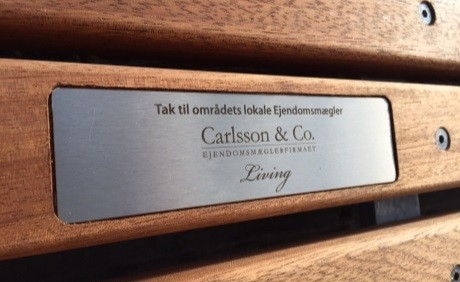 Tak til områdets lokale Ejendomsmægler
Carlsson & Co.
EJENDOMSMÆGLERFIRMAET
Living